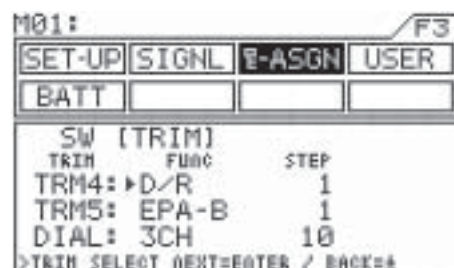 M01: F3
SET-UP SIGNL -ASGN USER
BATT
SW [TRIM]
TRIM FUNC STEP
TRM4:▸D/R 1
TRM5: EPA-B 1
DIAL: 3CH 10
>TRIM SELECT NEXT=ENTER / BACK=